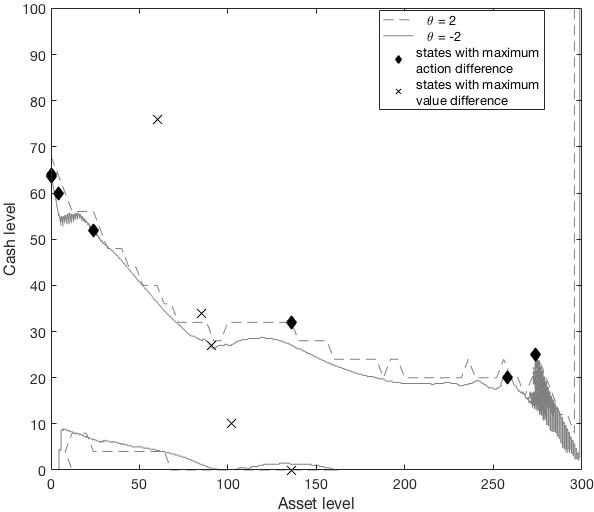 100
90
80
70
60
50
40
30
20
10
0
Cash level
θ = 2
θ = -2
states with maximum
action difference
states with maximum
value difference
0 50 100 150 200 250 300
Asset level